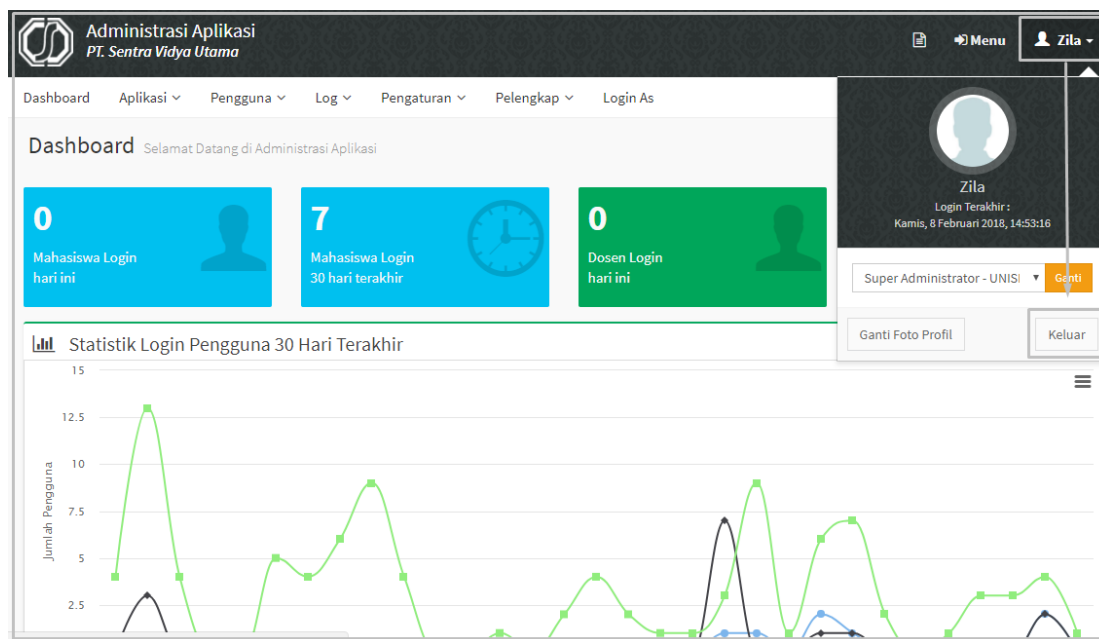 Administrasi Aplikasi
PT. Sentra Vidya Utama
Menu
Zila
Dashboard Aplikasi Pengguna Log Pengaturan Pelengkap Login As
Dashboard Selamat Datang di Administrasi Aplikasi
0
Mahasiswa Login
hari ini
7
Mahasiswa Login
30 hari terakhir
0
Dosen Login
hari ini
Zila
Login Terakhir :
Kamis, 8 Februari 2018, 14:53:16
Super Administrator - UNISI
Ganti
Ganti Foto Profil
Keluar
Statistik Login Pengguna 30 Hari Terakhir
Jumlah Pengguna
15
12.5
10
7.5
5
2.5